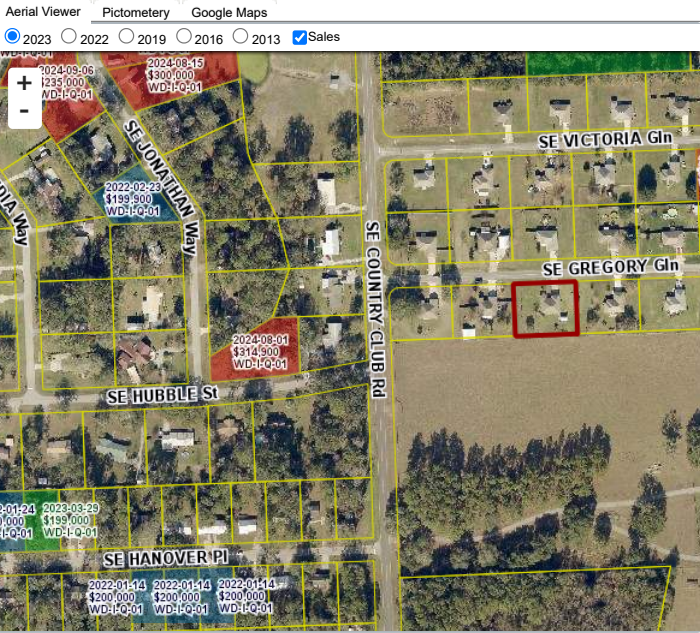 Aerial Viewer Pictometery Google Maps
2023 2022 2019 2016 2013 Sales
WD-I-Q-01
+
-
2024-09-06
$235,000
WD-I-Q-01
2024-08-15
$300,000
WD-I-Q-01
SE VICTORIA Gln
SE JONATHAN Way
2022-02-23
$199,900
WD-I-Q-01
Way
SE COUNTRY CLUB Rd
SE GREGORY Gln
2024-08-01
$314,900
WD-I-Q-01
SE HUBBLE St
2023-03-29
$199,000
WD-I-Q-01
SE HANOVER Pl
2022-01-14
$200,000
WD-I-Q-01
2022-01-14
$200,000
WD-I-Q-01
2022-01-14
$200,000
WD-I-Q-01